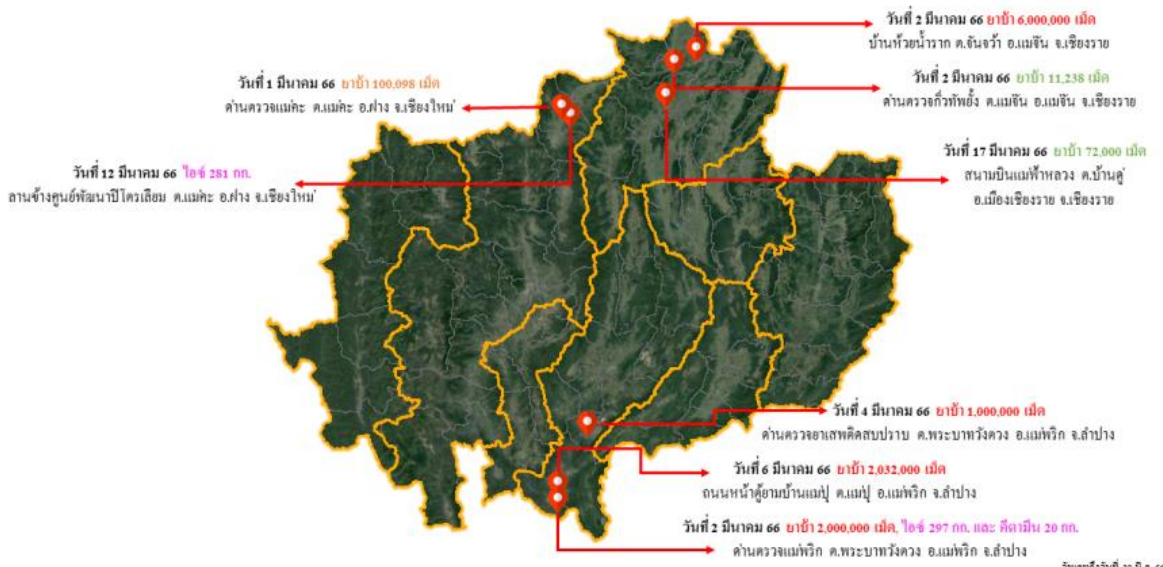 วันที่ 2 มีนาคม 66 ยาบ้า 6,000,000 เม็ด
บ้านห้วยน้ำราก ต.จันจว้า อ.แม่จัน จ.เชียงราย
วันที่ 2 มีนาคม 66 ยาบ้า 11,238 เม็ด
ด่านตรวจกิ่วทัพยั้ง ต.แม่จัน อ.แม่จัน จ.เชียงราย
วันที่ 1 มีนาคม 66 ยาบ้า 100,098 เม็ด
ด่านตรวจแม่คะ ต.แม่คะ อ.ฝาง จ.เชียงใหม่
วันที่ 17 มีนาคม 66 ยาบ้า 72,000 เม็ด
สนามบินแม่ฟ้าหลวง ต.บ้านดู่
อ.เมืองเชียงราย จ.เชียงราย
วันที่ 12 มีนาคม 66 ไอซ์ 281 กก.
ลานข้างศูนย์พัฒนาปิโตรเลียม ต.แม่คะ อ.ฝาง จ.เชียงใหม่
วันที่ 4 มีนาคม 66 ยาบ้า 1,000,000 เม็ด
ด่านตรวจยาเสพติดสบปราบ ต.พระบาทวังตวง อ.แม่พริก จ.ลำปาง
วันที่ 6 มีนาคม 66 ยาบ้า 2,032,000 เม็ด
ถนนหน้าตู้ยามบ้านแม่ปุ ต.แม่ปุ อ.แม่พริก จ.ลำปาง
วันที่ 2 มีนาคม 66 ยาบ้า 2,000,000 เม็ด, ไอซ์ 297 กก. และ คีตามีน 20 กก.
ด่านตรวจแม่พริก ต.พระบาทวังตวง อ.แม่พริก จ.ลำปาง